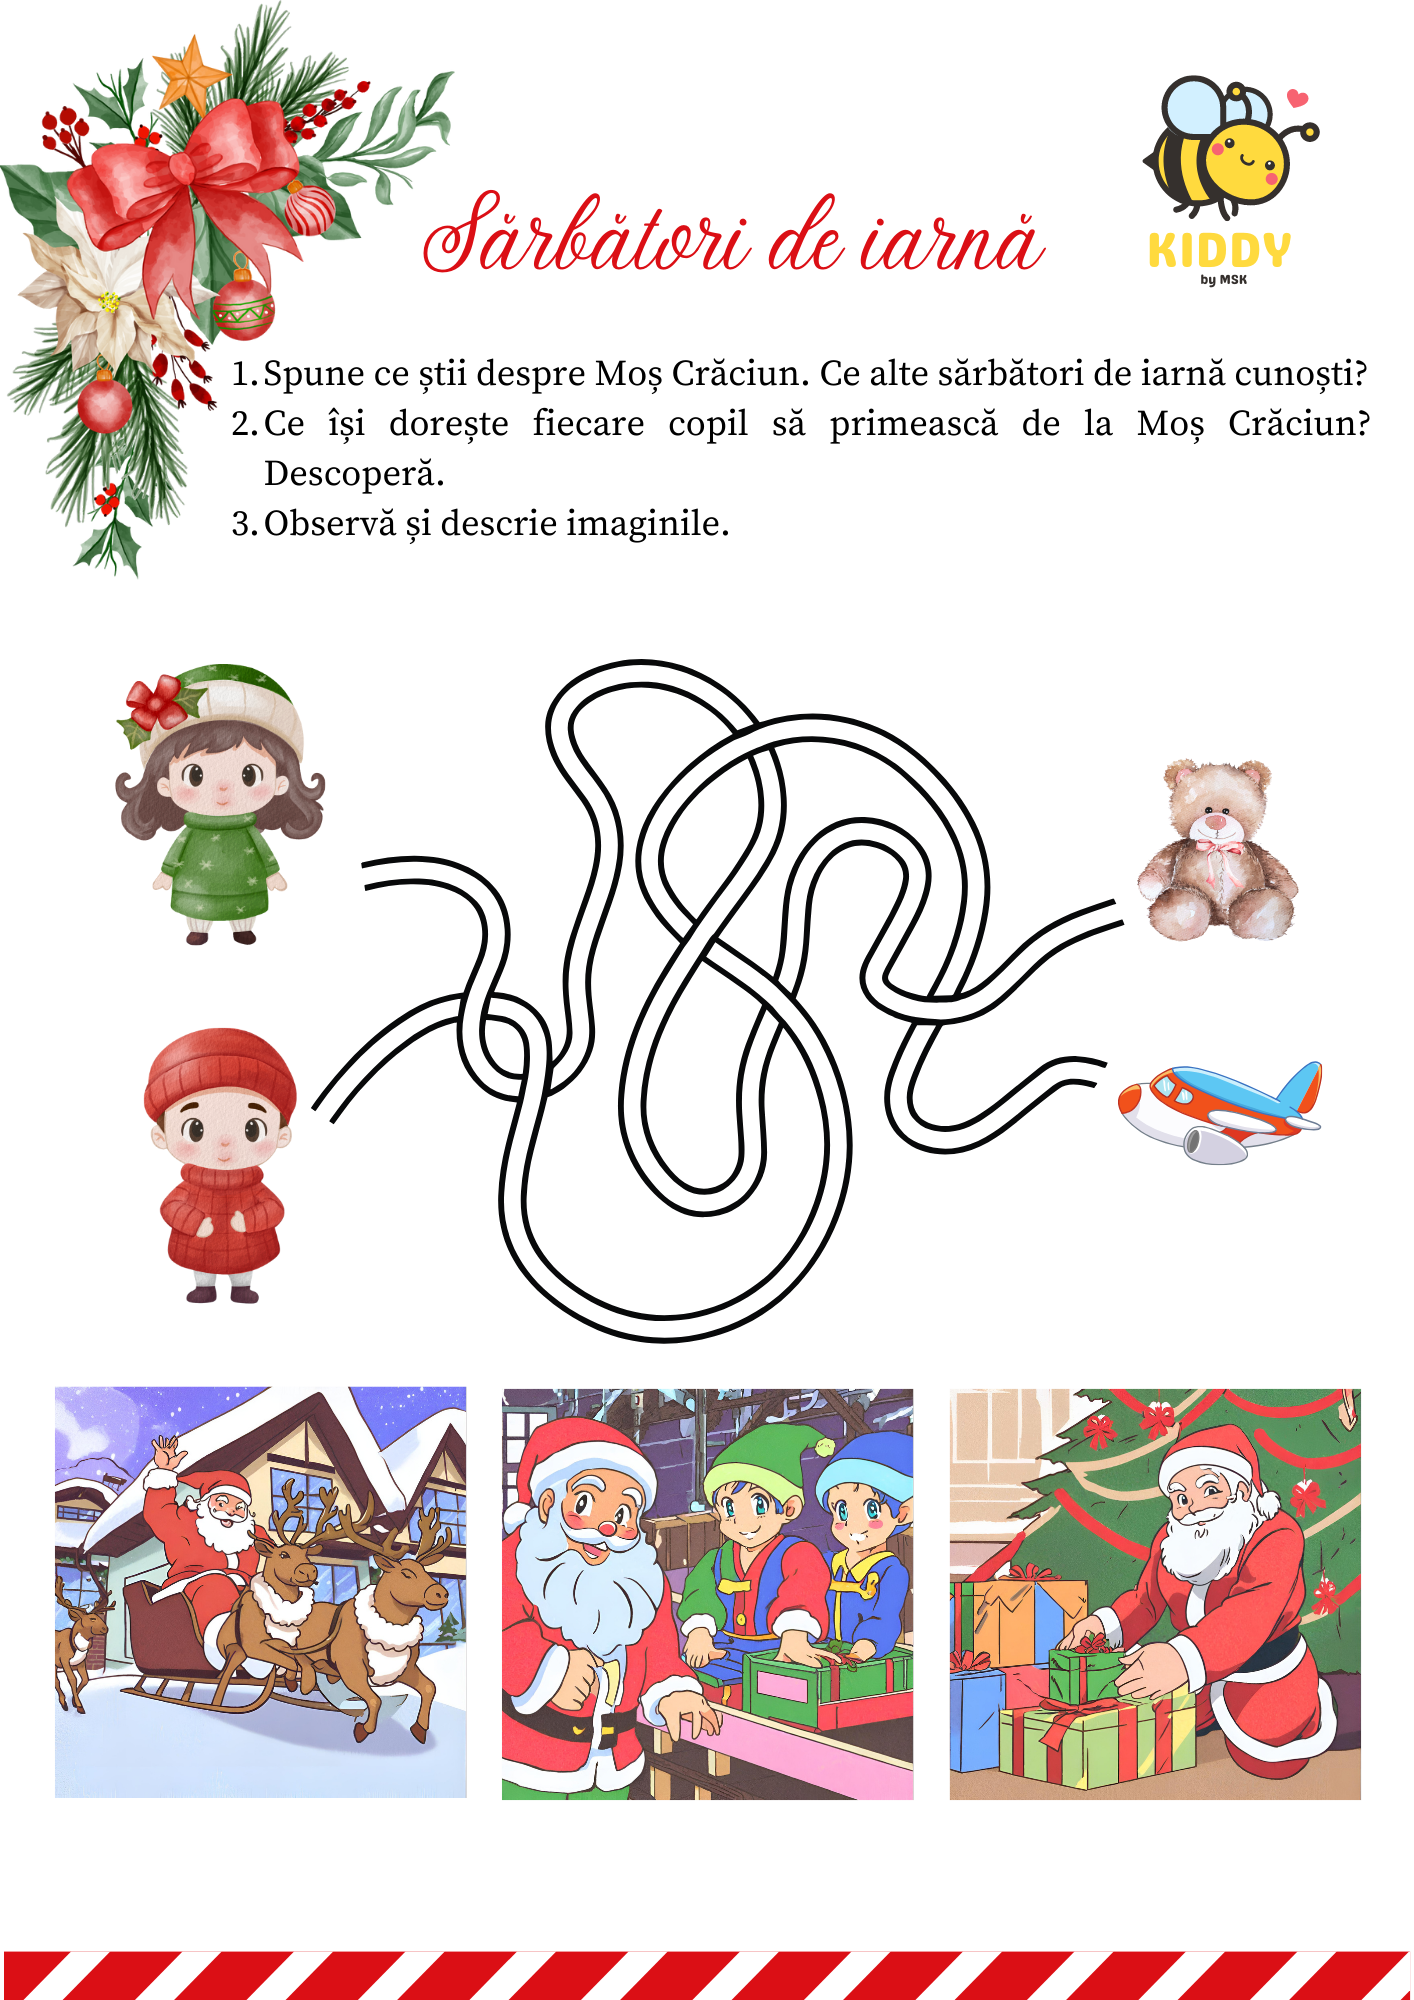 Sărbători de iarnă
KIDDY
by MSK
1. Spune ce știi despre Moș Crăciun. Ce alte sărbători de iarnă cunoști?
2. Ce își dorește fiecare copil să primească de la Moș Crăciun?
Descoperă.
3. Observă și descrie imaginile.